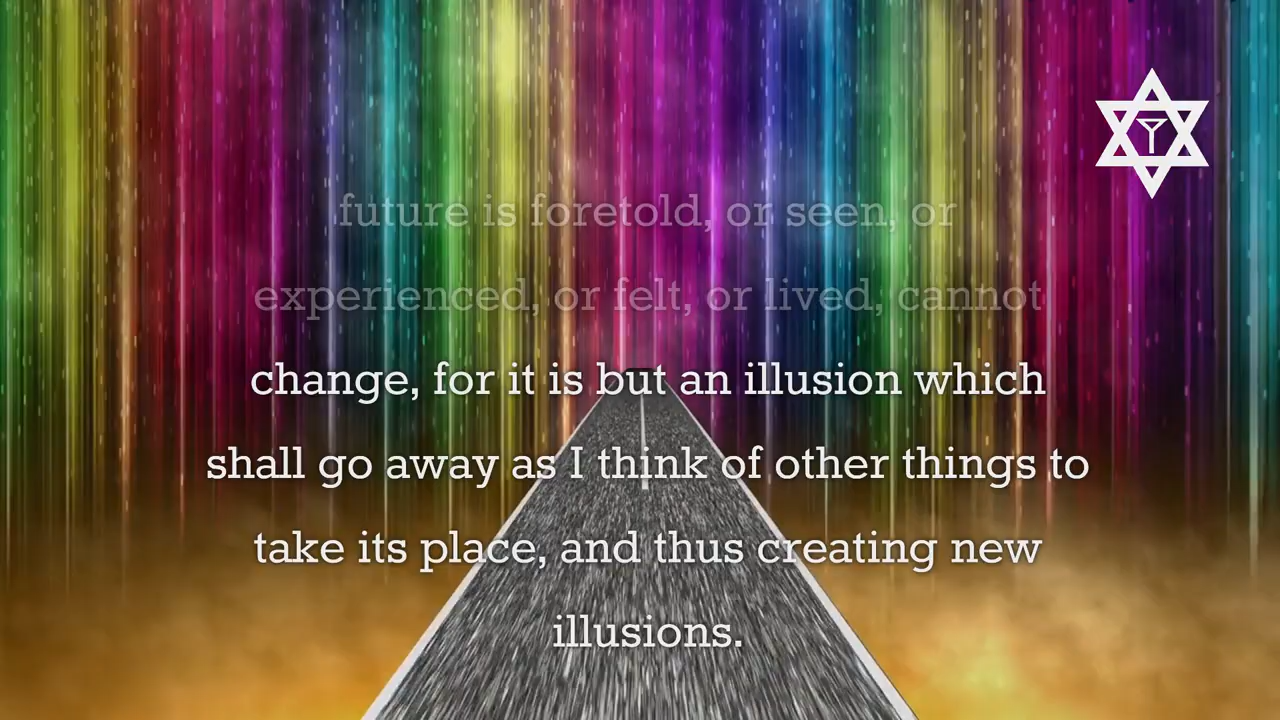 future is foretold, or seen, or
experienced, or felt, or lived, cannot
change, for it is but an illusion which
shall go away as I think of other things to
take its place, and thus creating new
illusions.